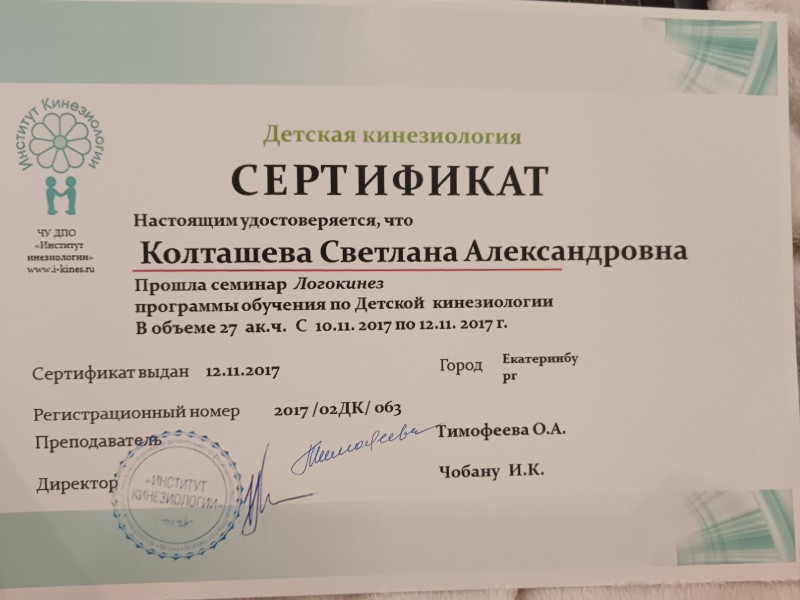 Институт Кинезиологии
ЧУ ДПО
«Институт
инезиологии»
www.i-kines.ru
Детская кинезиология
СЕРТИФИКАТ
Настоящим удостоверяется, что
Колташева Светлана Александровна
Прошла семинар Логокинез
программы обучения по Детской кинезиологии
В объеме 27 ак.ч. С 10.11. 2017 по 12.11. 2017 г.
Сертификат выдан 12.11.2017
Город Екатеринбу
рг
Регистрационный номер 2017 /02ДК/ 063
Преподаватель Тимофеева О.А.
Тимофеева
Директор Чобану И.К.
«ИНСТИТУТ
КИНЕЗИОЛОГИИ»